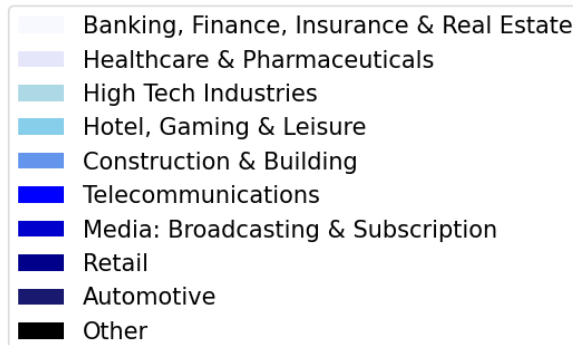 Banking, Finance, Insurance & Real Estate
Healthcare & Pharmaceuticals
High Tech Industries
Hotel, Gaming & Leisure
Construction & Building
Telecommunications
Media: Broadcasting & Subscription
Retail
Automotive
Other